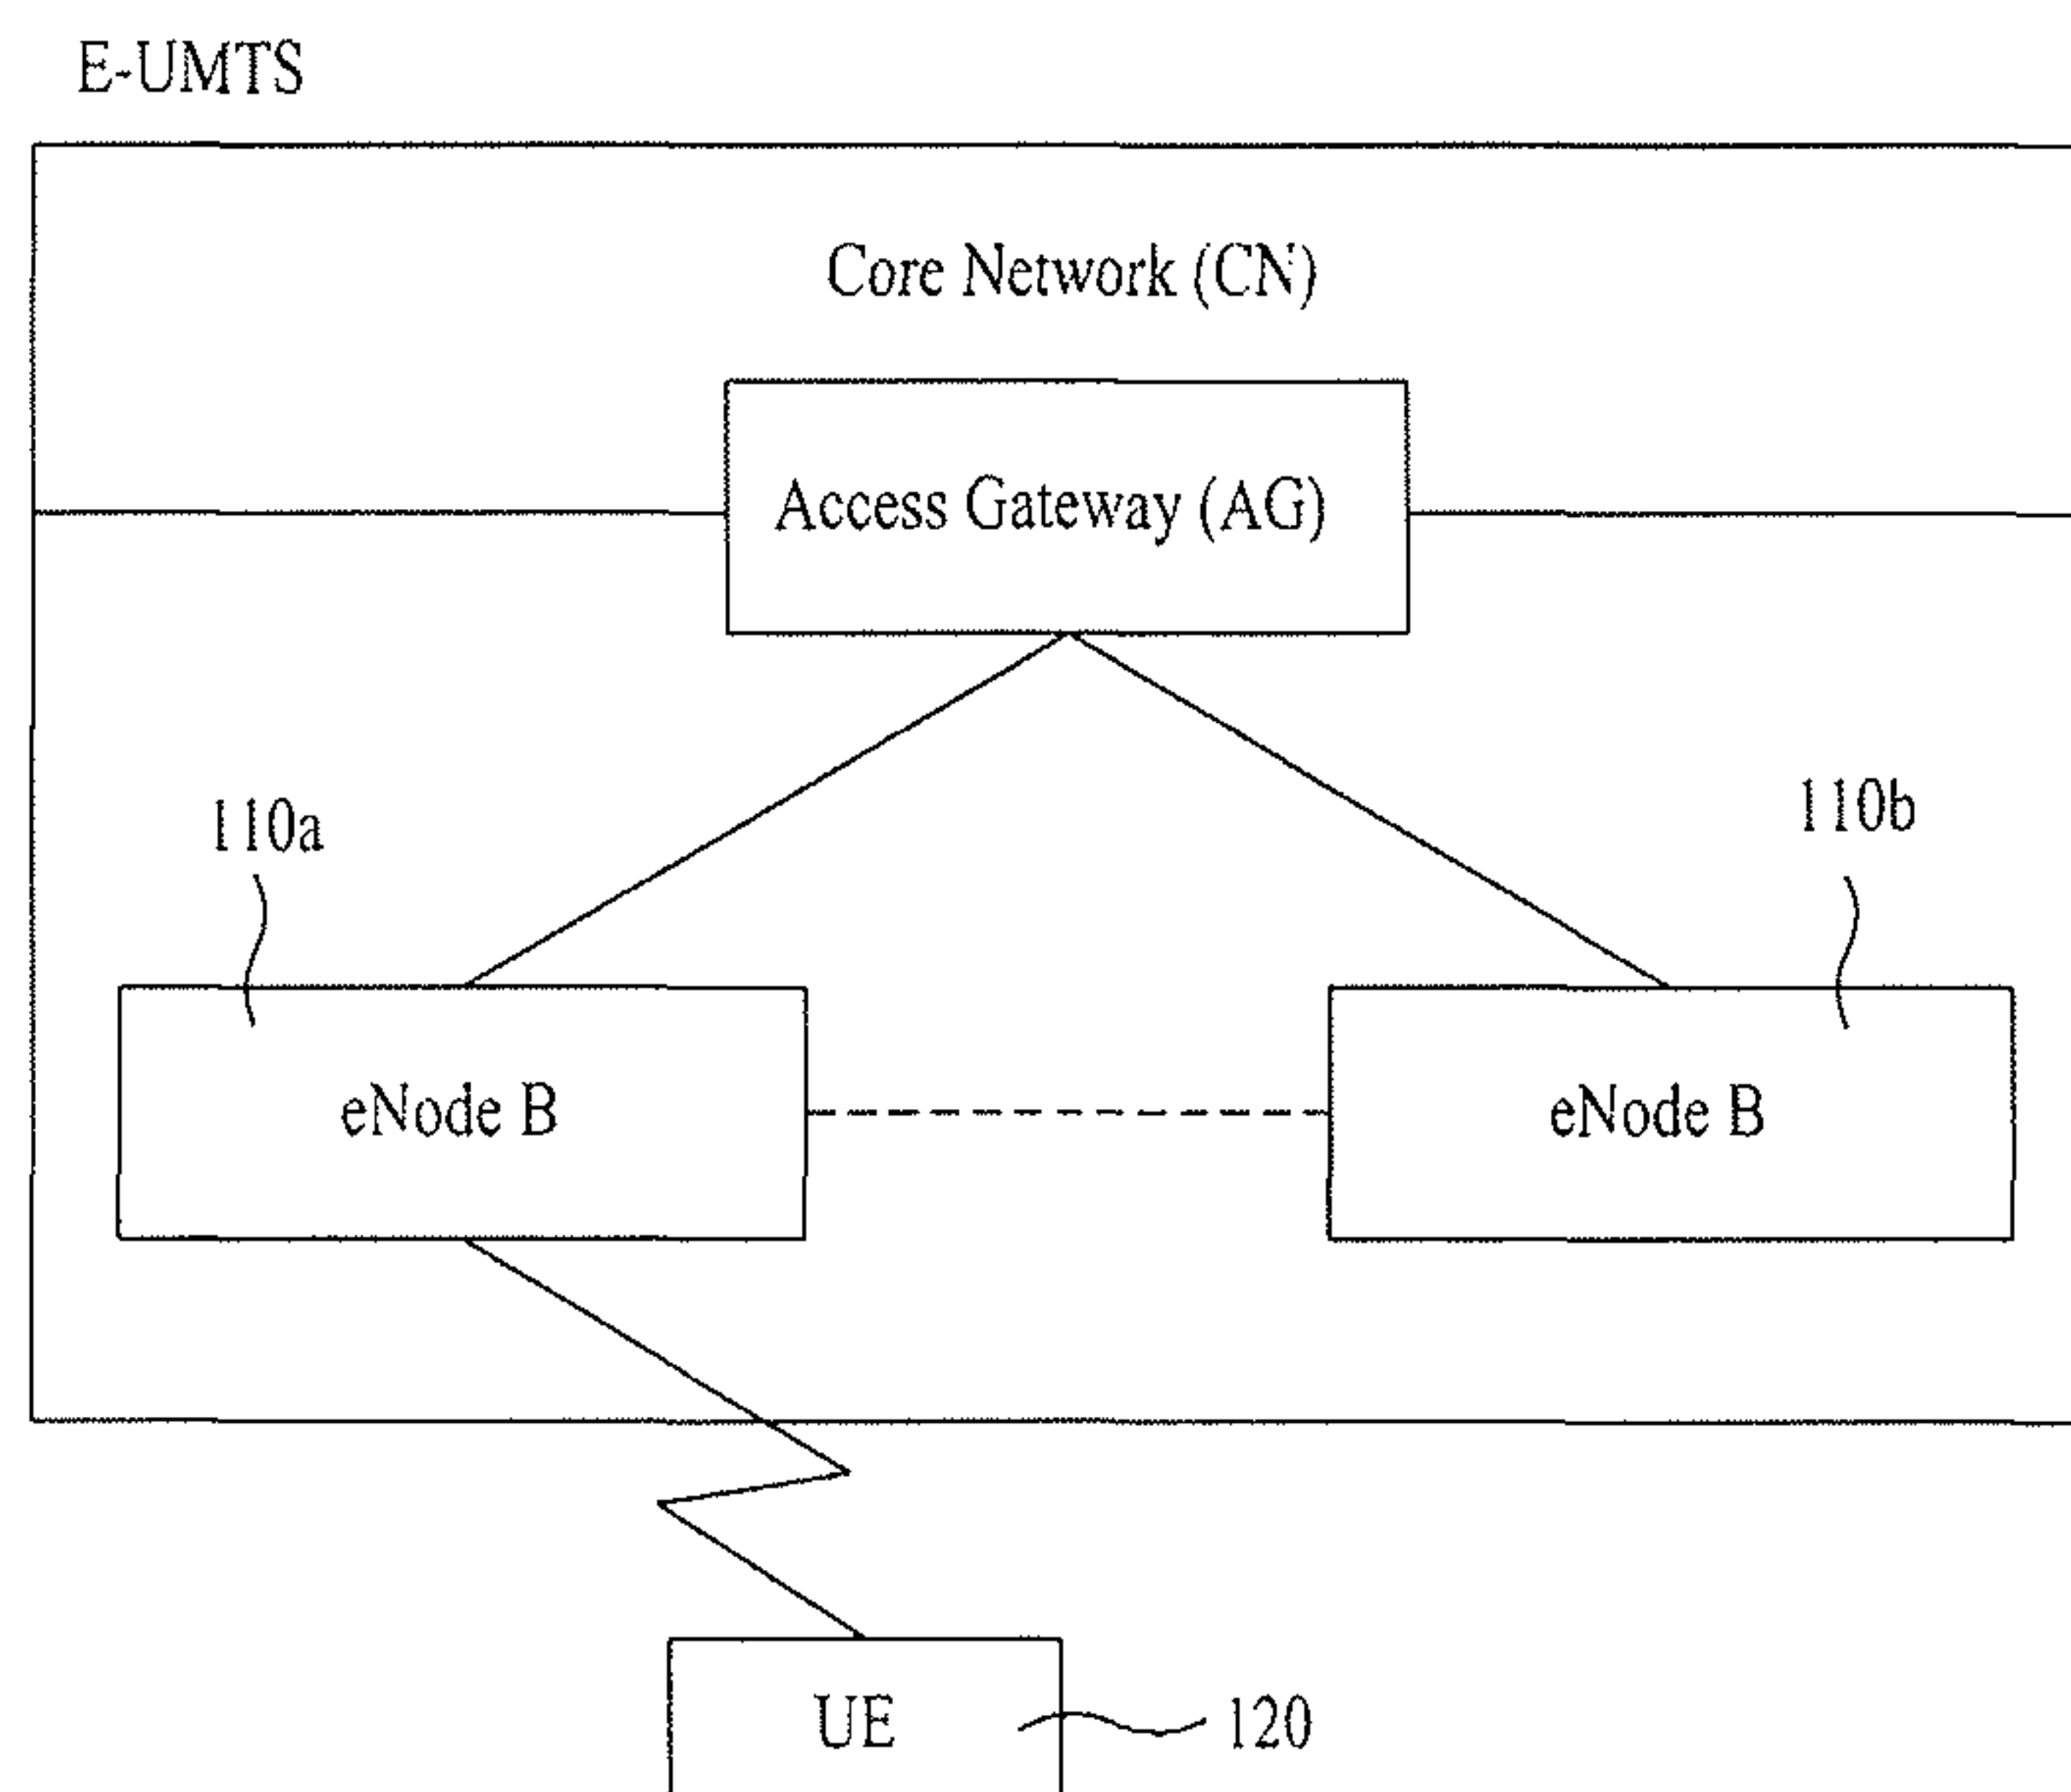 E-UMTS
Core Network (CN)
Access Gateway (AG)
110a
110b
eNode B
eNode B
UE
120